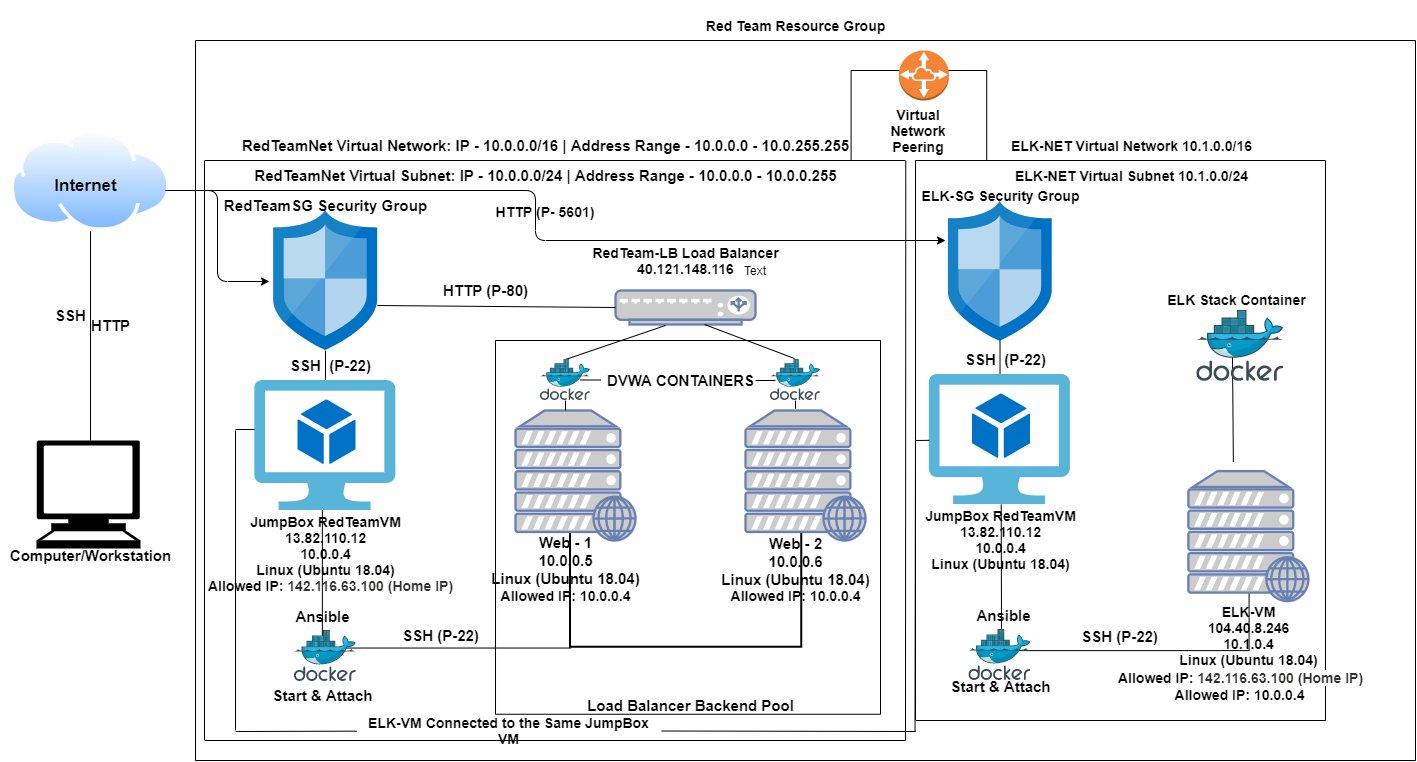 Red Team Resource Group
Virtual
Network
Peering
RedTeamNet Virtual Network: IP - 10.0.0.0/16 | Address Range - 10.0.0.0 - 10.0.255.255
ELK-NET Virtual Network 10.1.0.0/16
RedTeamNet Virtual Subnet: IP - 10.0.0.0/24 | Address Range - 10.0.0.0 - 10.0.0.255
ELK-NET Virtual Subnet 10.1.0.0/24
Internet
RedTeamSG Security Group
HTTP (P- 5601)
ELK-SG Security Group
RedTeam-LB Load Balancer
40.121.148.116
Text
HTTP (P-80)
SSH
HTTP
ELK Stack Container
docker
SSH (P-22)
SSH (P-22)
docker
DVWA CONTAINERS
docker
Computer/Workstation
JumpBox RedTeamVM
13.82.110.12
10.0.0.4
Linux (Ubuntu 18.04)
Allowed IP: 142.116.63.100 (Home IP)
Web - 1
10.0.0.5
Linux (Ubuntu 18.04)
Allowed IP: 10.0.0.4
Web - 2
10.0.0.6
Linux (Ubuntu 18.04)
Allowed IP: 10.0.0.4
JumpBox RedTeamVM
13.82.110.12
10.0.0.4
Linux (Ubuntu 18.04)
Ansible
docker
Start & Attach
SSH (P-22)
Ansible
docker
Start & Attach
SSH (P-22)
ELK-VM
104.40.8.246
10.1.0.4
Linux (Ubuntu 18.04)
Allowed IP: 142.116.63.100 (Home IP)
Allowed IP: 10.0.0.4
Load Balancer Backend Pool
ELK-VM Connected to the Same JumpBox
VM